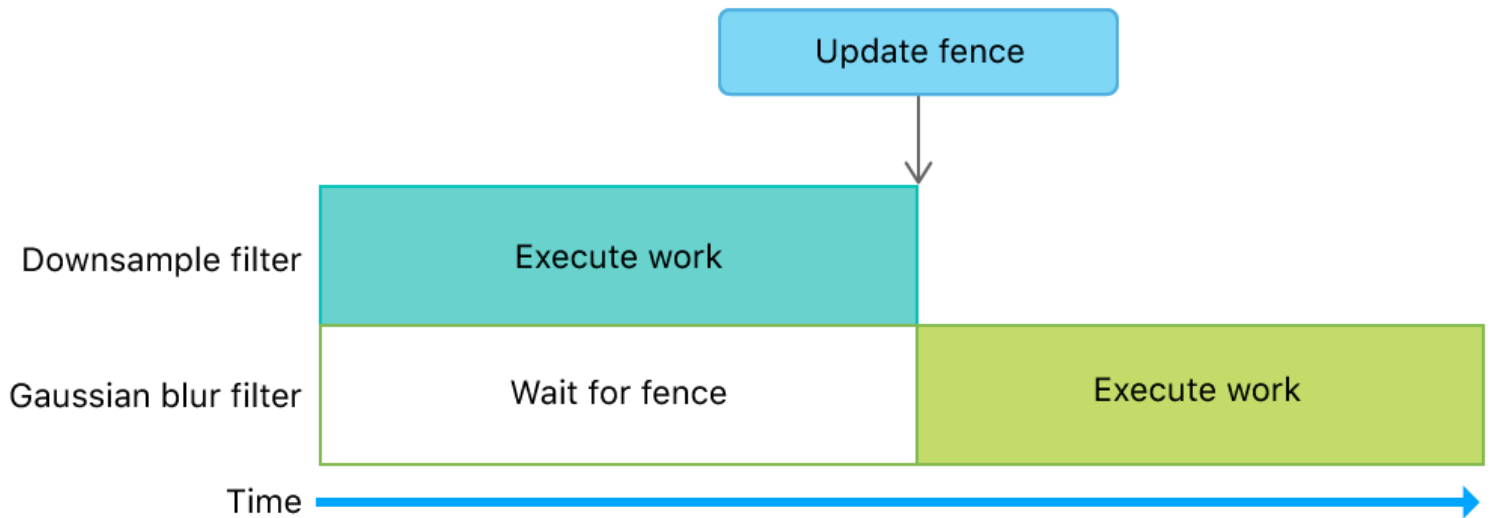 Update fence
Downsample filter
Execute work
Gaussian blur filter
Wait for fence
Execute work
Time